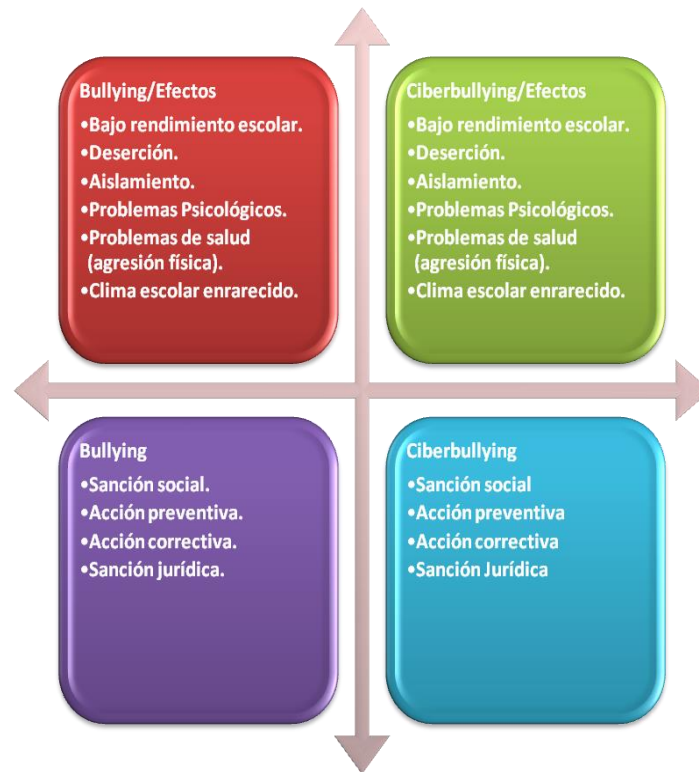 Bullying/Efectos
•Bajo rendimiento escolar.
•Deserción.
•Aislamiento.
•Problemas Psicológicos.
•Problemas de salud
(agresión física).
•Clima escolar enrarecido.
Ciberbullying/Efectos
•Bajo rendimiento escolar.
•Deserción.
•Aislamiento.
•Problemas Psicológicos.
•Problemas de salud
(agresión física).
•Clima escolar enrarecido.
Bullying
•Sanción social.
•Acción preventiva.
•Acción correctiva.
•Sanción jurídica.
Ciberbullying
•Sanción social
•Acción preventiva
•Acción correctiva
•Sanción Jurídica